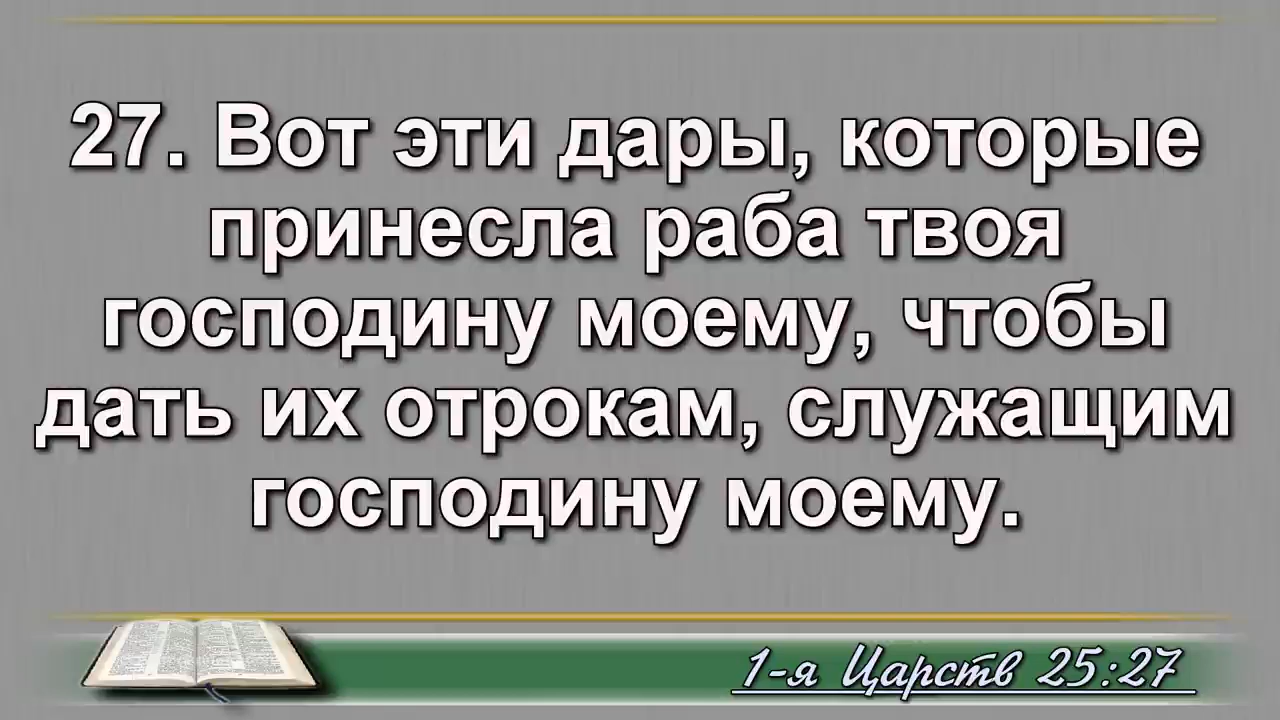 27. Вот эти дары, которые
принесла раба твоя
господину моему, чтобы
дать их отрокам, служащим
господину моему.
1-я Царств 25:27